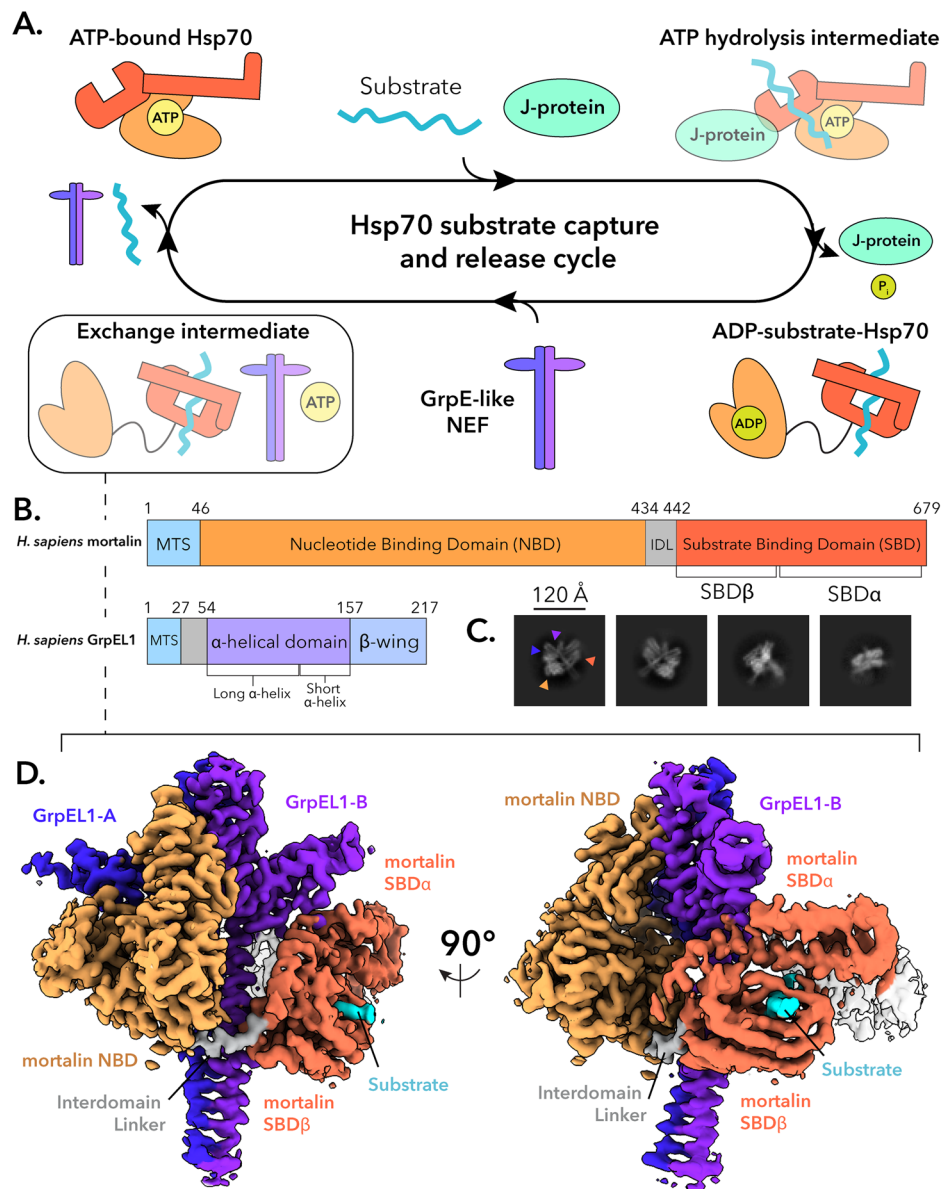 A.
ATP-bound Hsp70
ATP
Substrate
J-protein
ATP hydrolysis intermediate
J-protein
ATP
Hsp70 substrate capture
and release cycle
J-protein
Pi
Exchange intermediate
ATP
GrpE-like
NEF
ADP-substrate-Hsp70
ADP
B.
1 46 434 442 679
H. sapiens mortalin
MTS
Nucleotide Binding Domain (NBD)
IDL
Substrate Binding Domain (SBD)
SBDβ
SBDα
1 27 54 157 217
H. sapiens GrpEL1
MTS
α-helical domain
β-wing
Long α-helix
Short
α-helix
C.
120 Å
D.
GrpEL1-A
GrpEL1-B
mortalin
SBDα
mortalin NBD
Interdomain
Linker
mortalin
SBDβ
Substrate
90°
mortalin NBD
GrpEL1-B
mortalin
SBDα
Substrate
Interdomain
Linker
mortalin
SBDβ